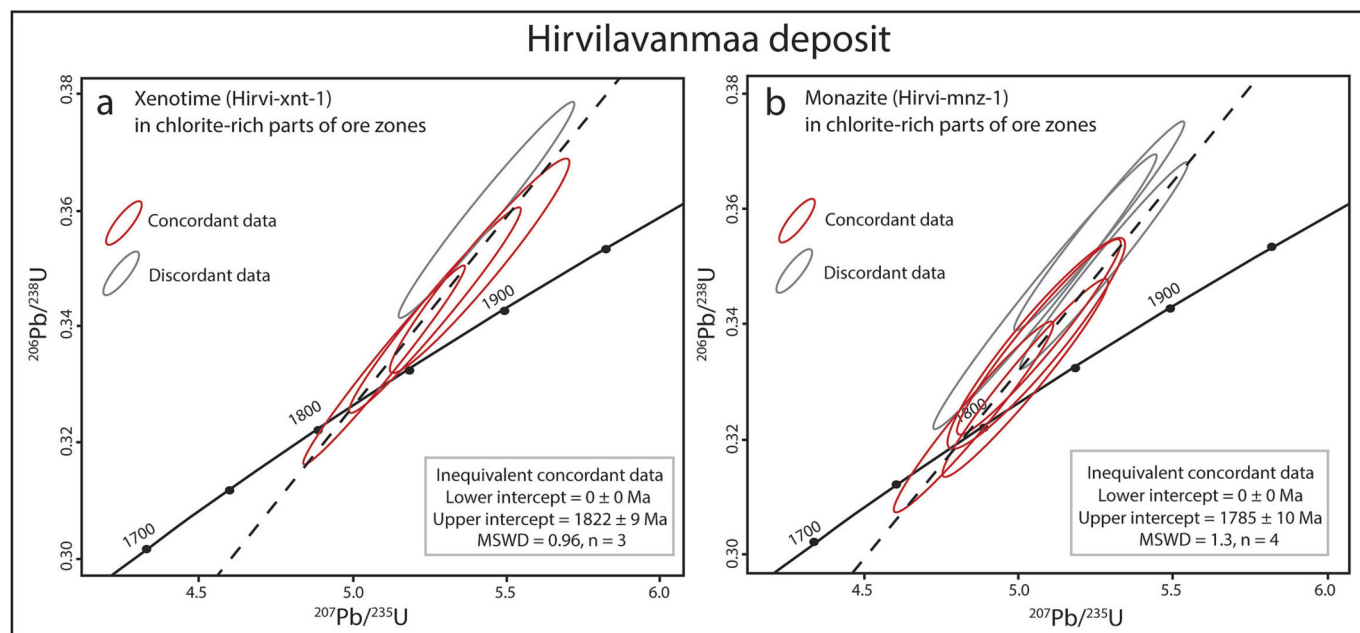 Hirvilavanmaa deposit
a Xenotime (Hirvi-xnt-1)
in chlorite-rich parts of ore zones
Concordant data
Discordant data
0.38
0.36
0.34
0.32
0.30
²⁰⁶Pb/²³⁸U
1700
1800
1900
Inequivalent concordant data
Lower intercept = 0 ± 0 Ma
Upper intercept = 1822 ± 9 Ma
MSWD = 0.96, n = 3
4.5 5.0 5.5 6.0
²⁰⁷Pb/²³⁵U
b Monazite (Hirvi-mnz-1)
in chlorite-rich parts of ore zones
Concordant data
Discordant data
0.38
0.36
0.34
0.32
0.30
²⁰⁶Pb/²³⁸U
1700
1800
1900
Inequivalent concordant data
Lower intercept = 0 ± 0 Ma
Upper intercept = 1785 ± 10 Ma
MSWD = 1.3, n = 4
4.5 5.0 5.5 6.0
²⁰⁷Pb/²³⁵U